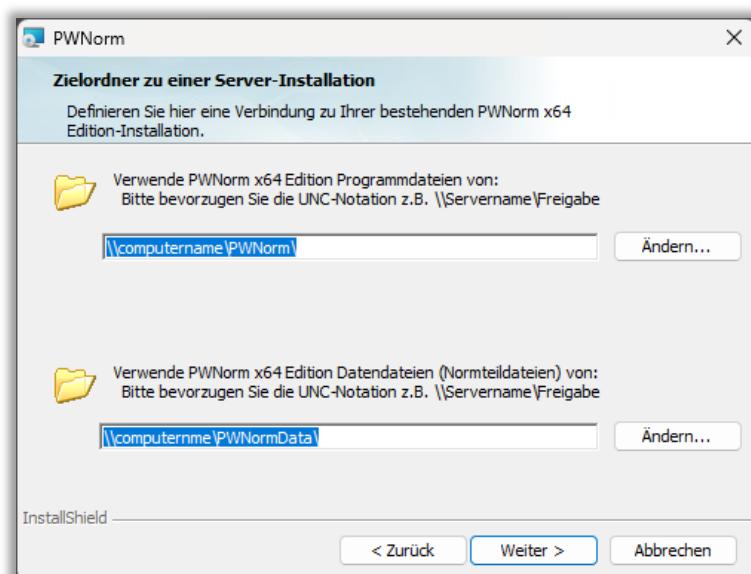 PWNorm
Zielordner zu einer Server-Installation
Definieren Sie hier eine Verbindung zu Ihrer bestehenden PWNorm x64
Edition-Installation.
Verwende PWNorm x64 Edition Programmdateien von:
Bitte bevorzugen Sie die UNC-Notation z.B. \\Servername\Freigabe
\\computername\PWNorm\
Ändern...
Verwende PWNorm x64 Edition Datendateien (Normteildateien) von:
Bitte bevorzugen Sie die UNC-Notation z.B. \\Servername\Freigabe
\\computernme\PWNormData\
Ändern...
InstallShield
< Zurück
Weiter >
Abbrechen